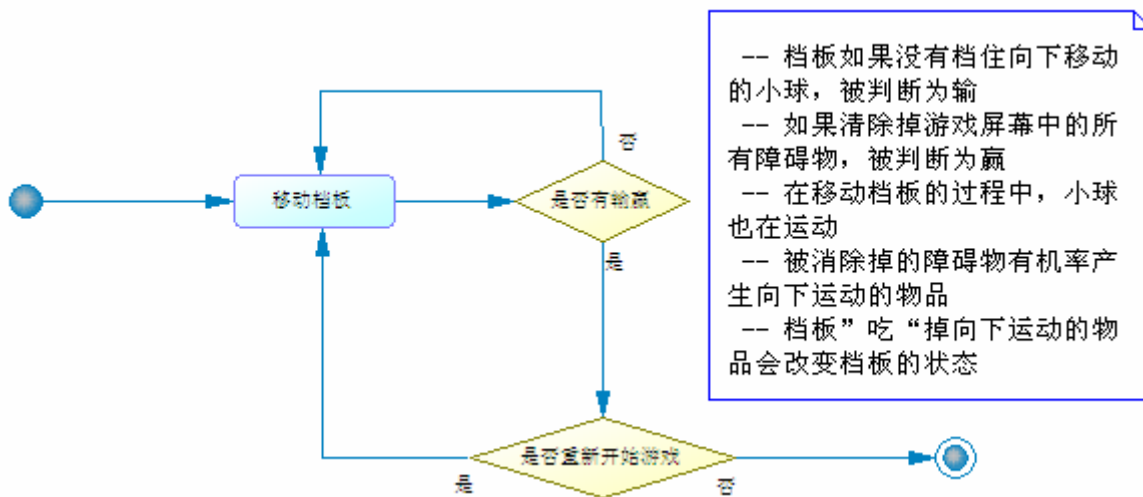 否
移动档板
是否有输赢
是
是否重新开始游戏
是
否
-- 档板如果没有档住向下移动
的小球，被判断为输
-- 如果清除掉游戏屏幕中的所
有障碍物，被判断为赢
-- 在移动档板的过程中，小球
也在运动
-- 被消除掉的障碍物有机率产
生向下运动的物品
-- 档板”吃“掉向下运动的物
品会改变档板的状态